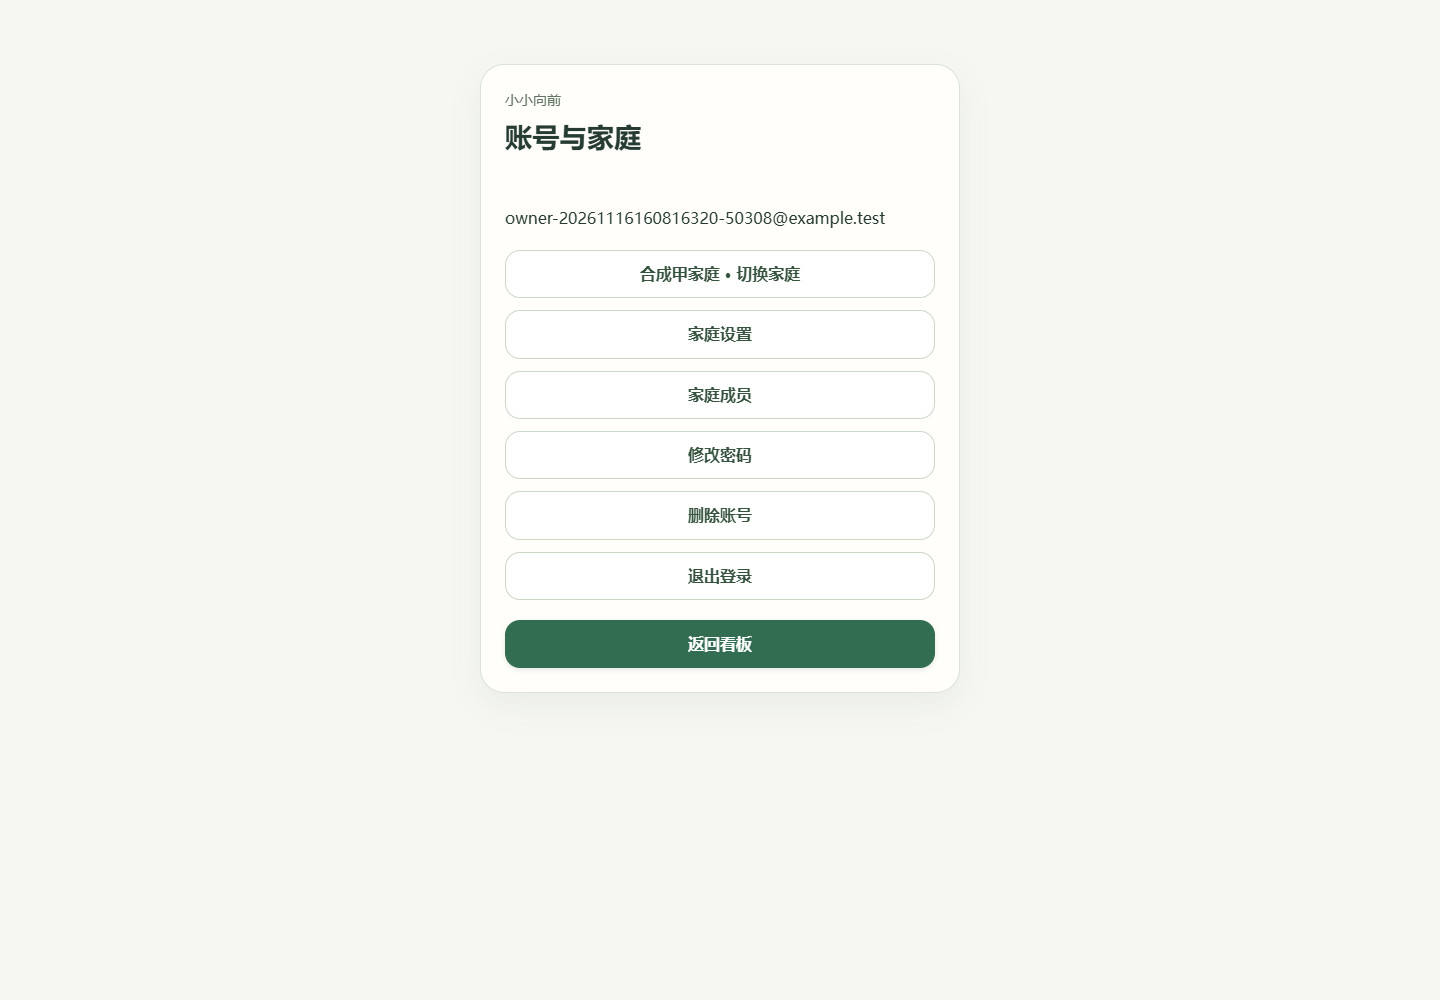 小小向前
账号与家庭
owner-20261116160816320-50308@example.test
合成甲家庭 • 切换家庭
家庭设置
家庭成员
修改密码
删除账号
退出登录
返回看板